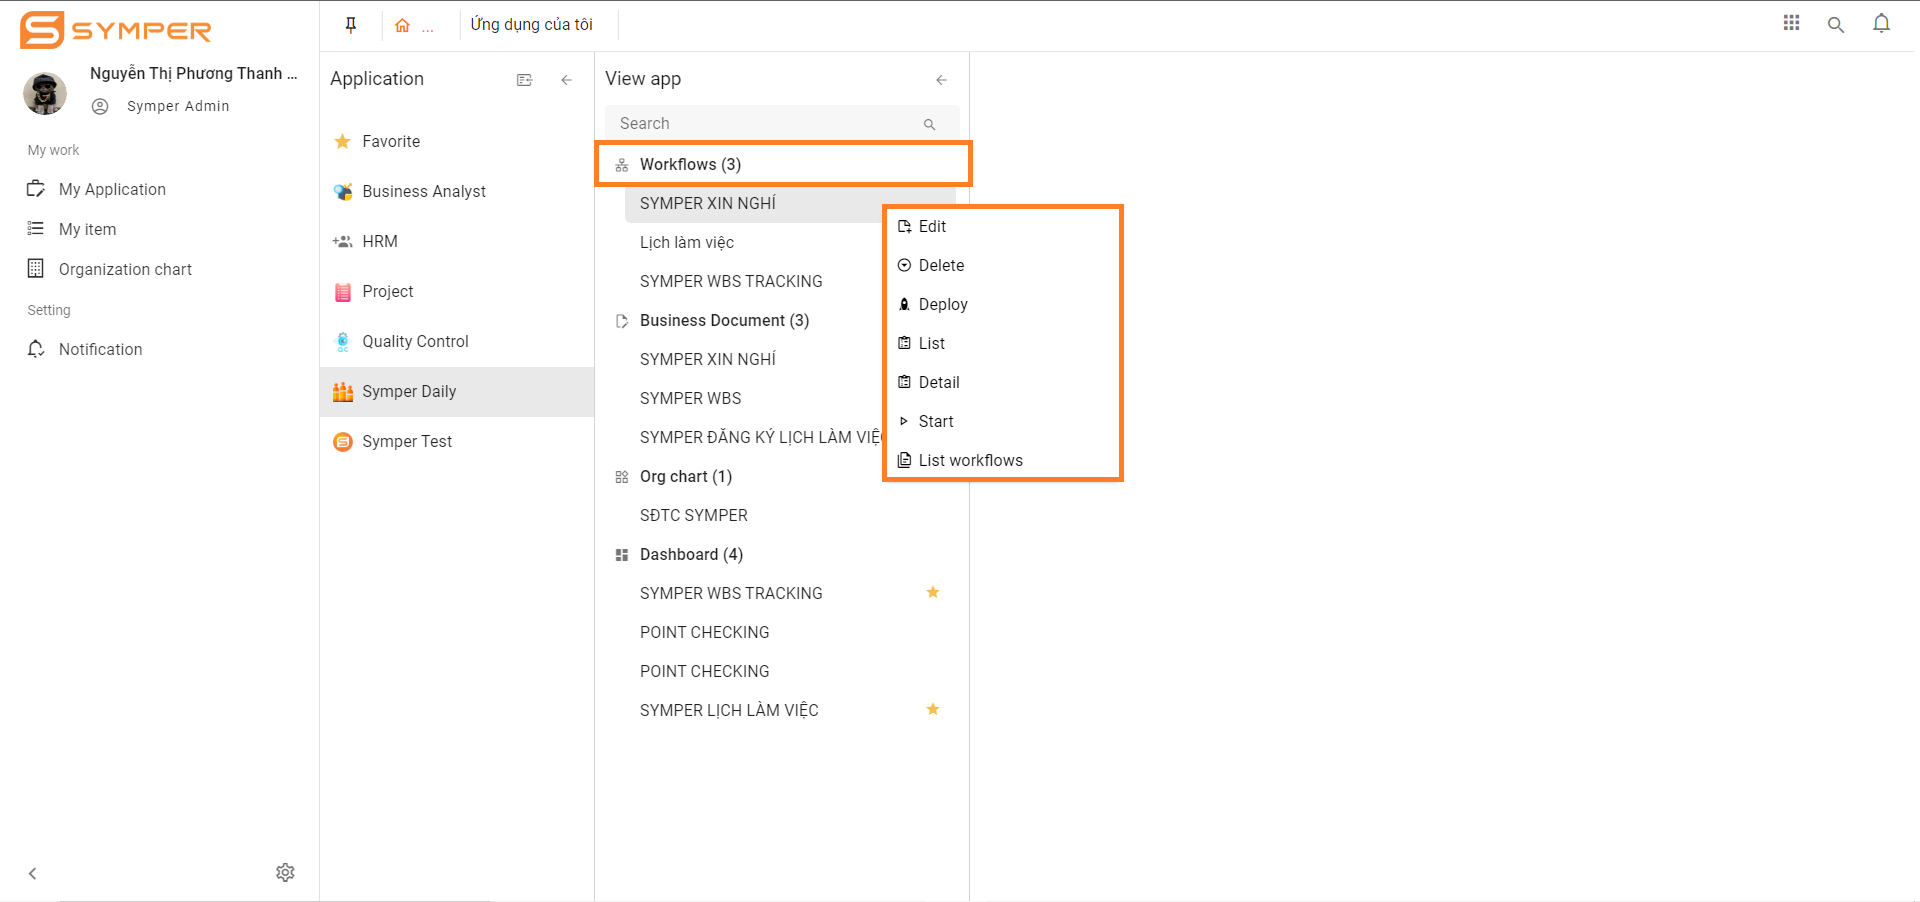 SYMPER
Nguyễn Thị Phương Thanh ...
Symper Admin
My work
My Application
My item
Organization chart
Setting
Notification
...
Ứng dụng của tôi
Application
Favorite
Business Analyst
HRM
Project
Quality Control
Symper Daily
Symper Test
View app
Search
Workflows (3)
SYMPER XIN NGHỈ
Lịch làm việc
SYMPER WBS TRACKING
Business Document (3)
SYMPER XIN NGHỈ
SYMPER WBS
SYMPER ĐĂNG KÝ LỊCH LÀM VIỆC
Org chart (1)
SĐTC SYMPER
Dashboard (4)
SYMPER WBS TRACKING
POINT CHECKING
POINT CHECKING
SYMPER LỊCH LÀM VIỆC
Edit
Delete
Deploy
List
Detail
Start
List workflows